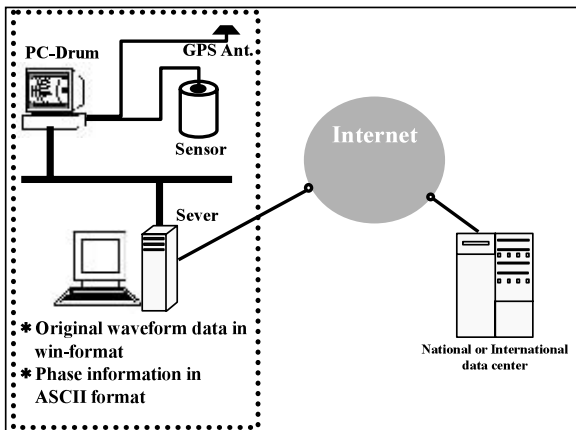 PC-Drum
GPS Ant.
Sensor
Internet
Sever
* Original waveform data in
win-format
* Phase information in
ASCII format
National or International
data center